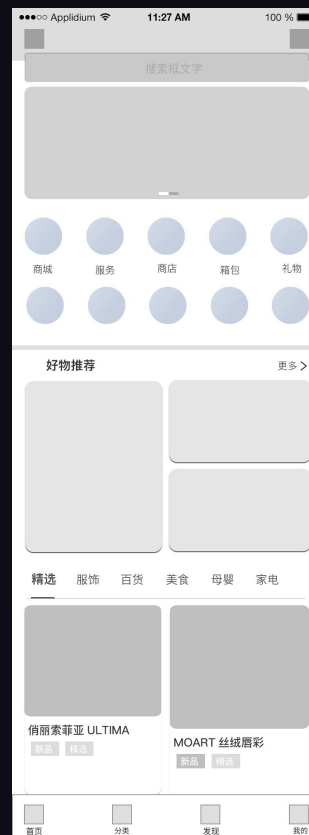 Applidium 11:27 AM 100 %
搜索框文字
商城 服务 商店 箱包 礼物
好物推荐 更多
精选 服饰 百货 美食 母婴 家电
俏丽索菲亚 ULTIMA
新品 精选
MOART 丝绒唇彩
新品 精选
首页 分类 发现 我的